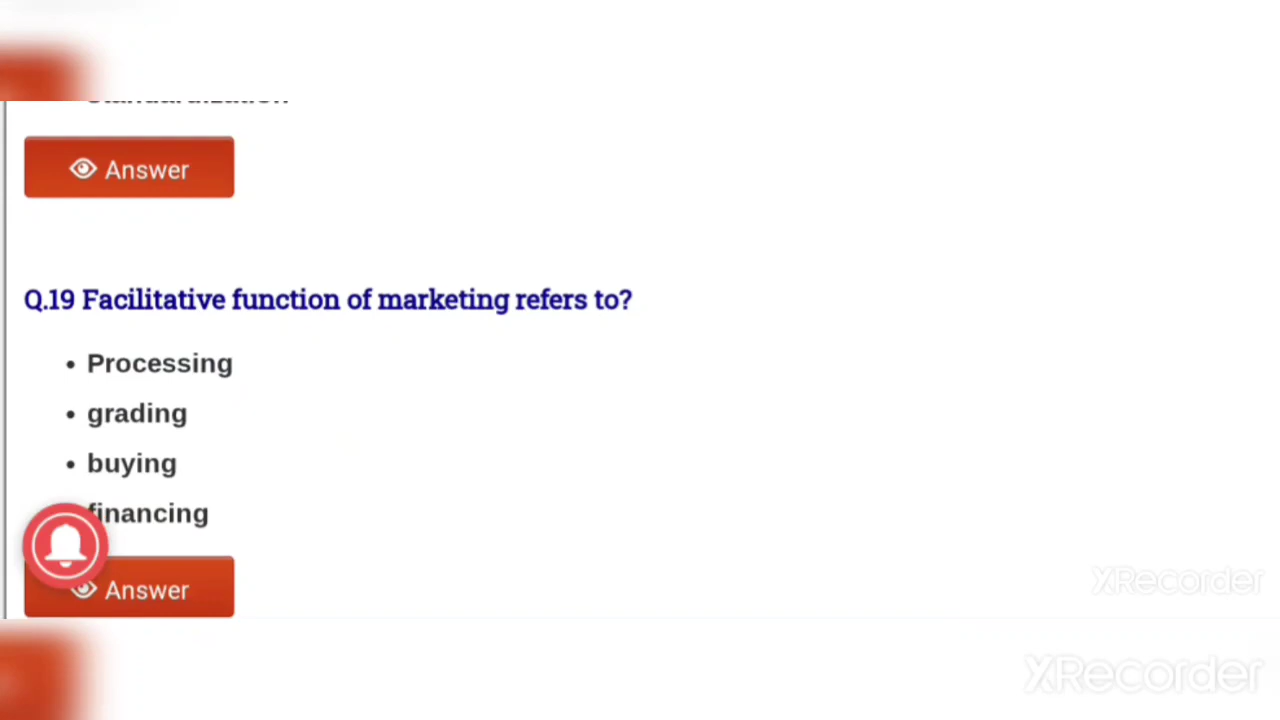 Answer
Q.19 Facilitative function of marketing refers to?
• Processing
• grading
• buying
financing
Answer
XRecorder
XRecorder